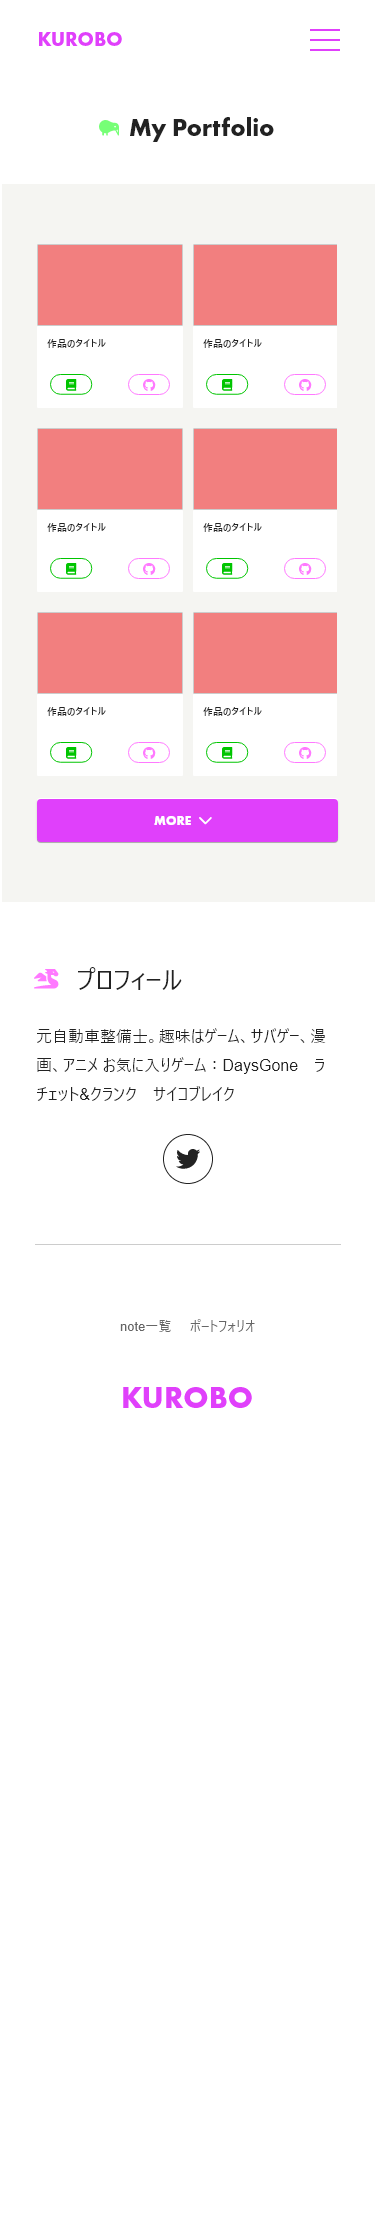 KUROBO
My Portfolio
作品のタイトル
作品のタイトル
作品のタイトル
作品のタイトル
作品のタイトル
作品のタイトル
MORE
プロフィール
元自動車整備士。趣味はゲーム、サバゲー、漫
画、アニメ お気に入りゲーム：DaysGone　ラ
チェット&クランク　サイコブレイク
note一覧 ポートフォリオ
KUROBO